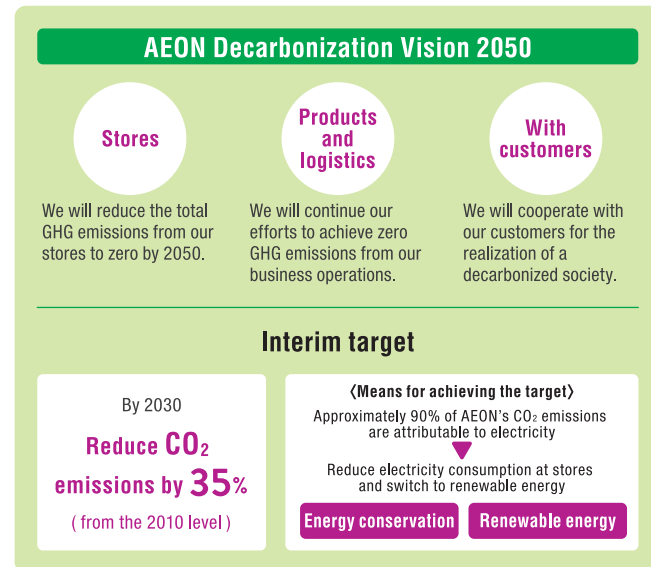 AEON Decarbonization Vision 2050
Stores
We will reduce the total
GHG emissions from our
stores to zero by 2050.
Products
and
logistics
We will continue our
efforts to achieve zero
GHG emissions from our
business operations.
With
customers
We will cooperate with
our customers for the
realization of a
decarbonized society.
Interim target
By 2030
Reduce CO₂
emissions by 35%
( from the 2010 level )
〈Means for achieving the target〉
Approximately 90% of AEON's CO₂ emissions
are attributable to electricity
Reduce electricity consumption at stores
and switch to renewable energy
Energy conservation
Renewable energy